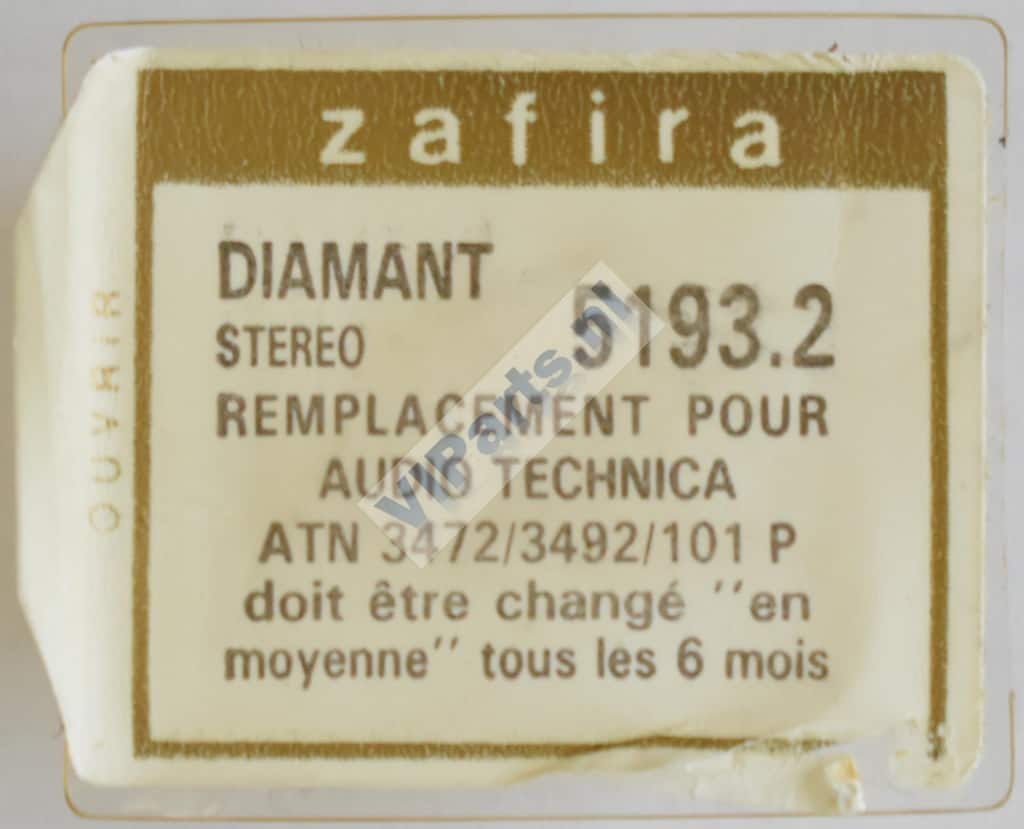 zafira
DIAMANT
STEREO 5193.2
REMPLACEMENT POUR
AUDIO TECHNICA
ATN 3472/3492/101 P
doit être changé "en
moyenne" tous les 6 mois
OUVRIR
VIParts.nl